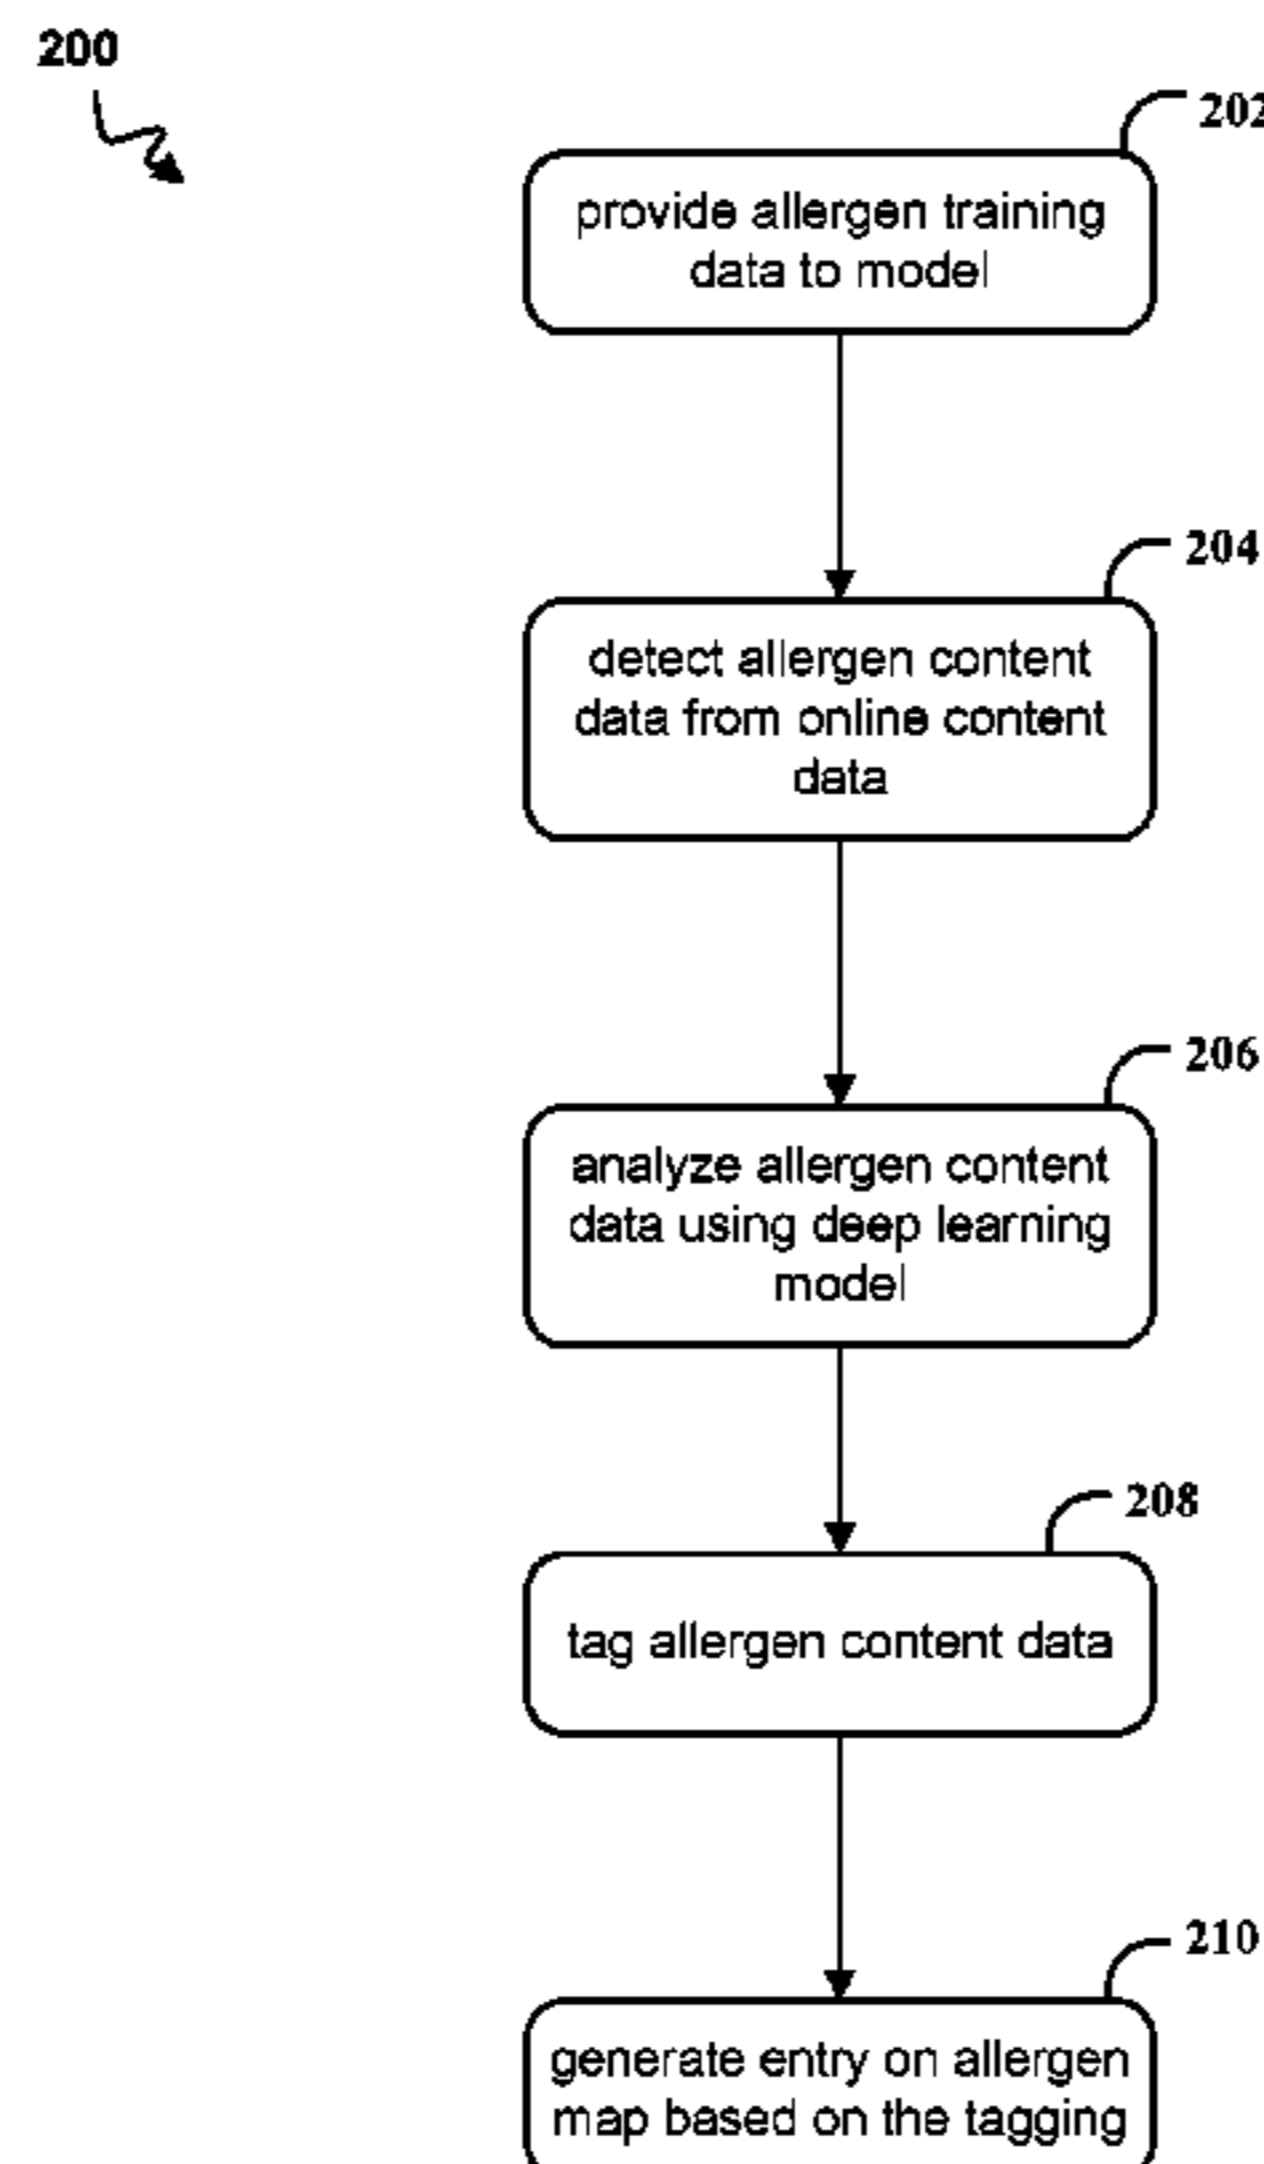 200
202
provide allergen training
data to model
204
detect allergen content
data from online content
data
206
analyze allergen content
data using deep learning
model
208
tag allergen content data
210
generate entry on allergen
map based on the tagging